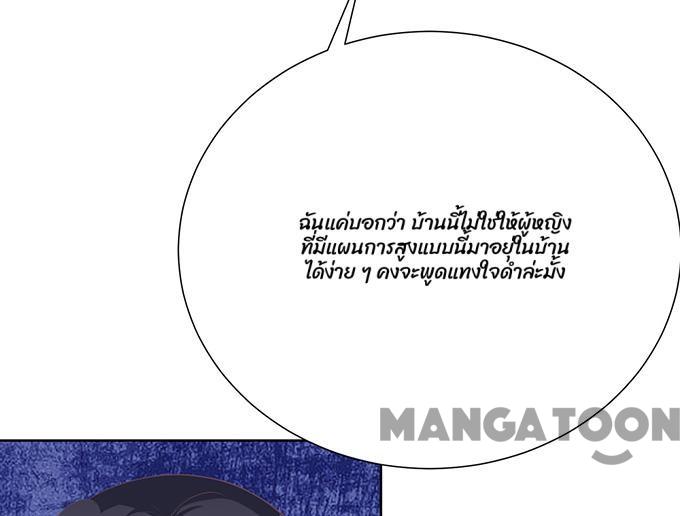 ฉันแค่บอกว่า บ้านนี้ไม่ใช่ให้ผู้หญิง
ที่มีแผนการสูงแบบนี้มาอยู่ในบ้าน
ได้ง่าย ๆ คงจะพูดแทงใจดำล่ะมั้ง
MANGATOON